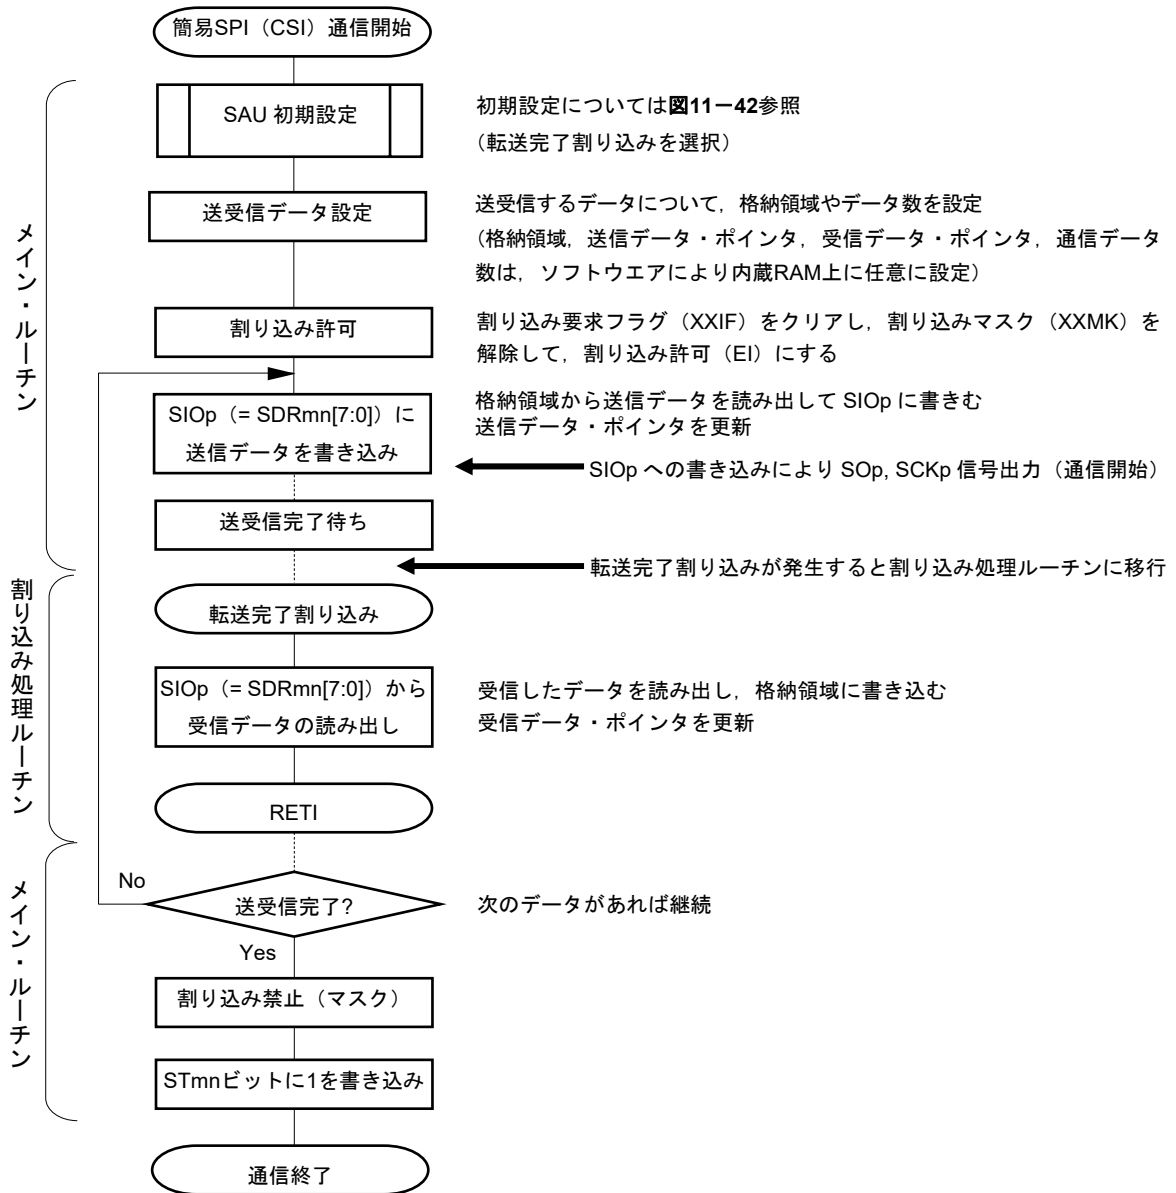 簡易SPI（CSI）通信開始
SAU 初期設定
初期設定については図11－42参照
（転送完了割り込みを選択）
送受信データ設定
送受信するデータについて，格納領域やデータ数を設定
（格納領域，送信データ・ポインタ，受信データ・ポインタ，通信データ
数は，ソフトウエアにより内蔵RAM上に任意に設定）
メイン・ルーチン
割り込み許可
割り込み要求フラグ（XXIF）をクリアし，割り込みマスク（XXMK）を
解除して，割り込み許可（EI）にする
SIOp（= SDRmn[7:0]）に
送信データを書き込み
格納領域から送信データを読み出して SIOp に書きむ
送信データ・ポインタを更新
SIOp への書き込みにより SOp, SCKp 信号出力（通信開始）
送受信完了待ち
転送完了割り込みが発生すると割り込み処理ルーチンに移行
割り込み処理ルーチン
転送完了割り込み
SIOp（= SDRmn[7:0]）から
受信データの読み出し
受信したデータを読み出し，格納領域に書き込む
受信データ・ポインタを更新
RETI
メイン・ルーチン
No
送受信完了?
次のデータがあれば継続
Yes
割り込み禁止（マスク）
STmnビットに1を書き込み
通信終了